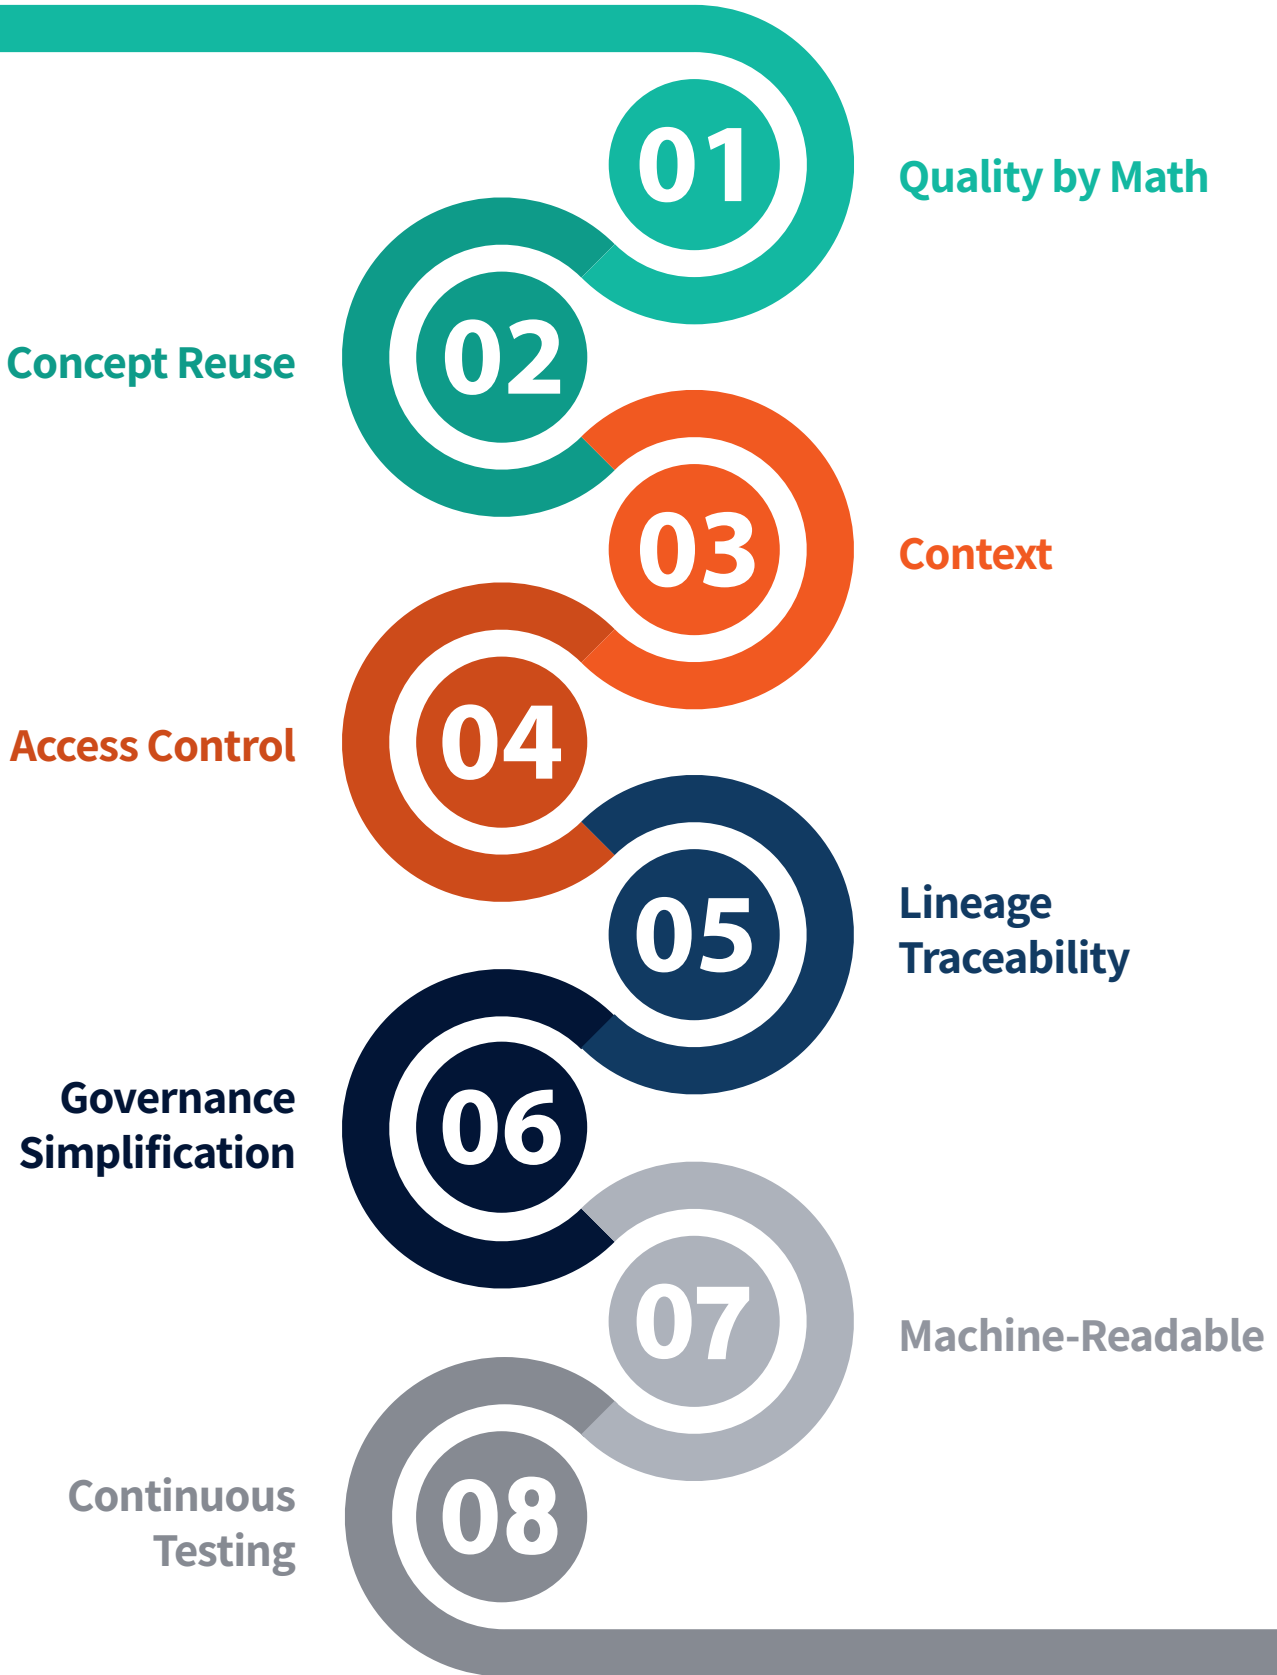 01
Quality by Math
02
Concept Reuse
03
Context
04
Access Control
05
Lineage
Traceability
06
Governance
Simplification
07
Machine-Readable
08
Continuous
Testing